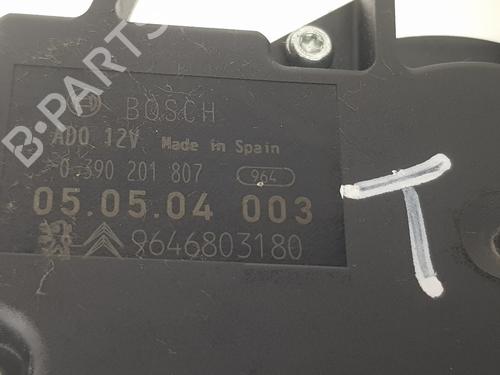 BOSCH
ADO 12V Made in Spain
0 390 201 807 964
05.05.04 003
9646803180
T
B-PARTS